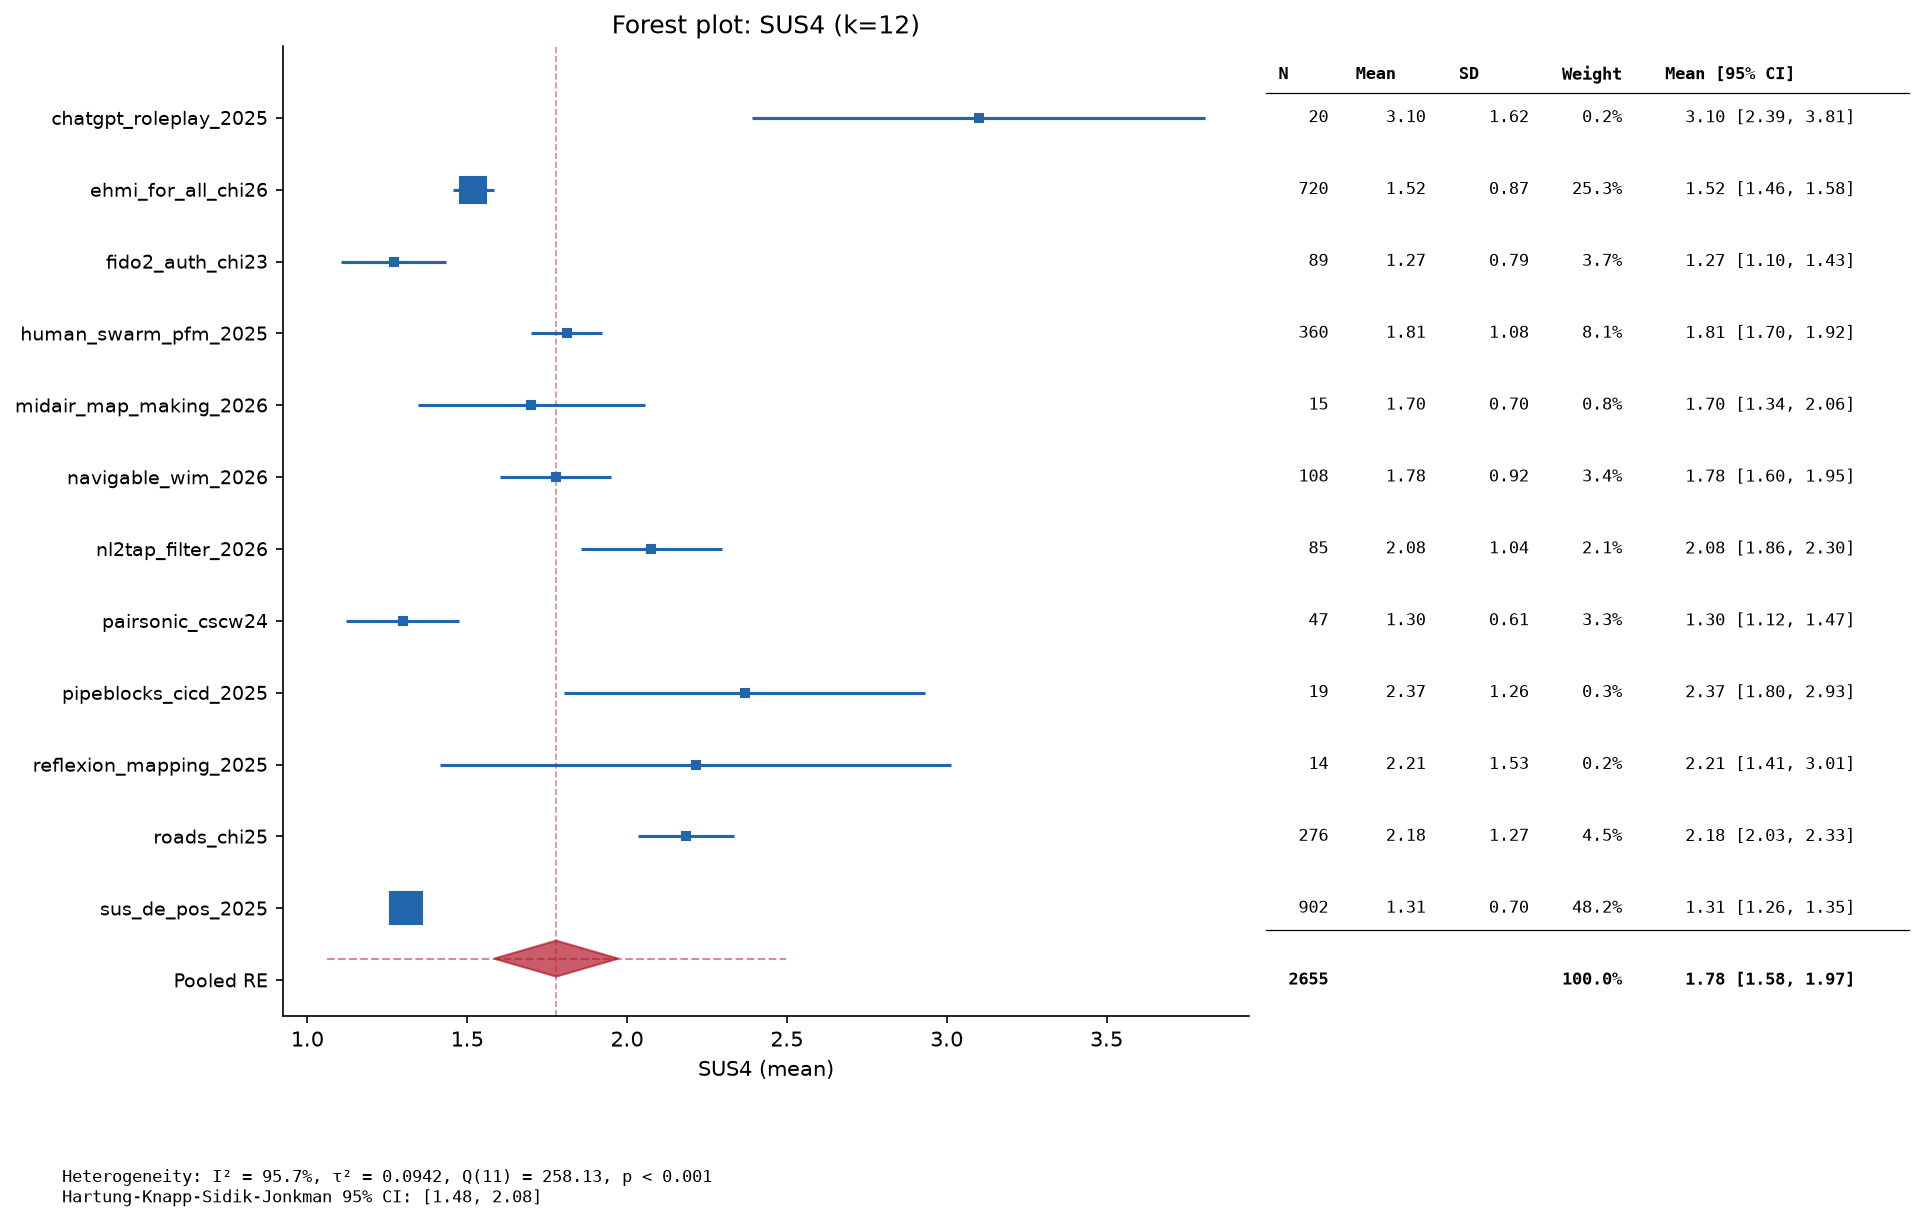 Forest plot: SUS4 (k=12)
N Mean SD Weight Mean [95% CI]
chatgpt_roleplay_2025 20 3.10 1.62 0.2% 3.10 [2.39, 3.81]
ehmi_for_all_chi26 720 1.52 0.87 25.3% 1.52 [1.46, 1.58]
fido2_auth_chi23 89 1.27 0.79 3.7% 1.27 [1.10, 1.43]
human_swarm_pfm_2025 360 1.81 1.08 8.1% 1.81 [1.70, 1.92]
midair_map_making_2026 15 1.70 0.70 0.8% 1.70 [1.34, 2.06]
navigable_wim_2026 108 1.78 0.92 3.4% 1.78 [1.60, 1.95]
nl2tap_filter_2026 85 2.08 1.04 2.1% 2.08 [1.86, 2.30]
pairsonic_cscw24 47 1.30 0.61 3.3% 1.30 [1.12, 1.47]
pipeblocks_cicd_2025 19 2.37 1.26 0.3% 2.37 [1.80, 2.93]
reflexion_mapping_2025 14 2.21 1.53 0.2% 2.21 [1.41, 3.01]
roads_chi25 276 2.18 1.27 4.5% 2.18 [2.03, 2.33]
sus_de_pos_2025 902 1.31 0.70 48.2% 1.31 [1.26, 1.35]
Pooled RE 2655 100.0% 1.78 [1.58, 1.97]
1.0 1.5 2.0 2.5 3.0 3.5
SUS4 (mean)
Heterogeneity: I² = 95.7%, τ² = 0.0942, Q(11) = 258.13, p < 0.001
Hartung-Knapp-Sidik-Jonkman 95% CI: [1.48, 2.08]